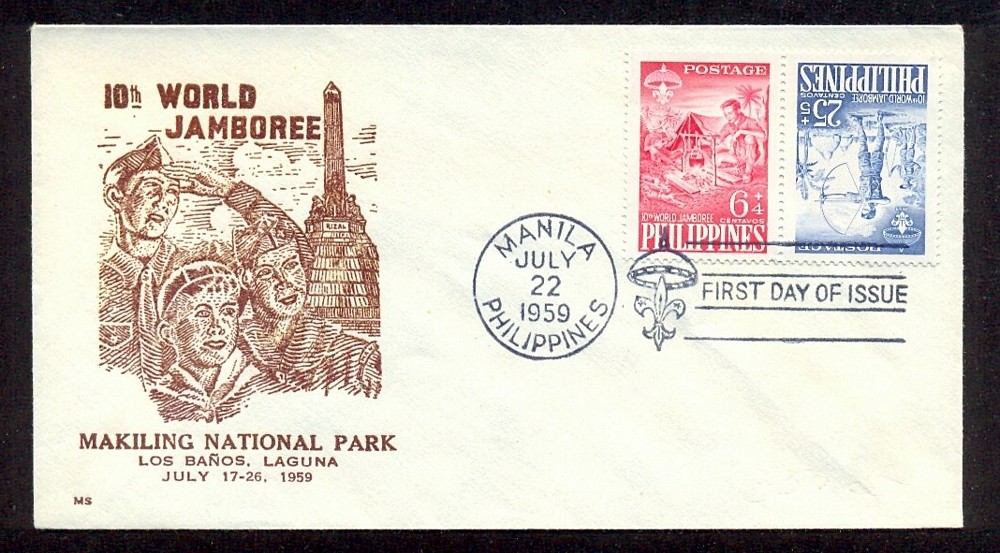 10th WORLD
JAMBOREE
RIZAL
MAKILING NATIONAL PARK
LOS BAÑOS, LAGUNA
JULY 17-26, 1959
MS
MANILA
JULY
22
1959
PHILIPPINES
POSTAGE
6+4
10TH WORLD JAMBOREE CENTAVOS
PHILIPPINES
POSTAGE
25+5
CENTAVOS
10TH WORLD JAMBOREE
PHILIPPINES
FIRST DAY OF ISSUE